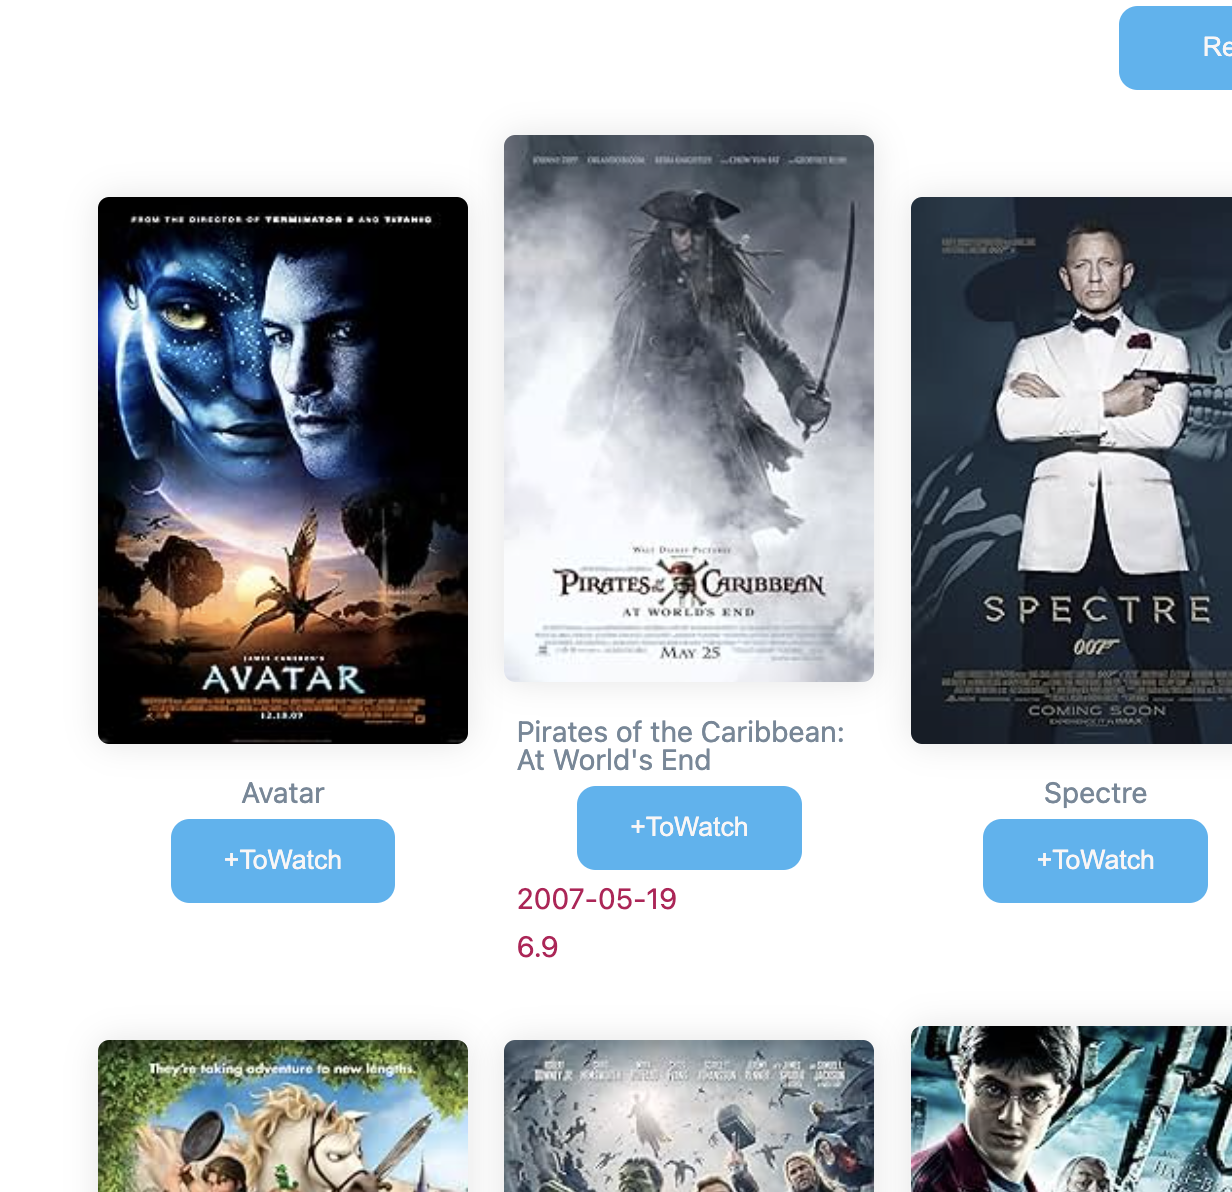 Re
JOHNNY DEPP ORLANDO BLOOM KEIRA KNIGHTLEY CHOW YUN-FAT GEOFFREY RUSH
FROM THE DIRECTOR OF TERMINATOR 2 AND TITANIC
WALT DISNEY PICTURES
PIRATES of the CARIBBEAN
AT WORLD'S END
MAY 25
SPECTRE
007
COMING SOON
EXPERIENCE IT IN IMAX
JAMES CAMERON'S
AVATAR
12.18.09
Pirates of the Caribbean:
At World's End
Avatar
Spectre
+ToWatch
+ToWatch
+ToWatch
2007-05-19
6.9
They're taking adventure to new lengths.
ROBERT DOWNEY JR
CHRIS HEMSWORTH
MARK RUFFALO
CHRIS EVANS
SCARLETT JOHANSSON
JEREMY RENNER
JAMES SPADER
SAMUEL L. JACKSON